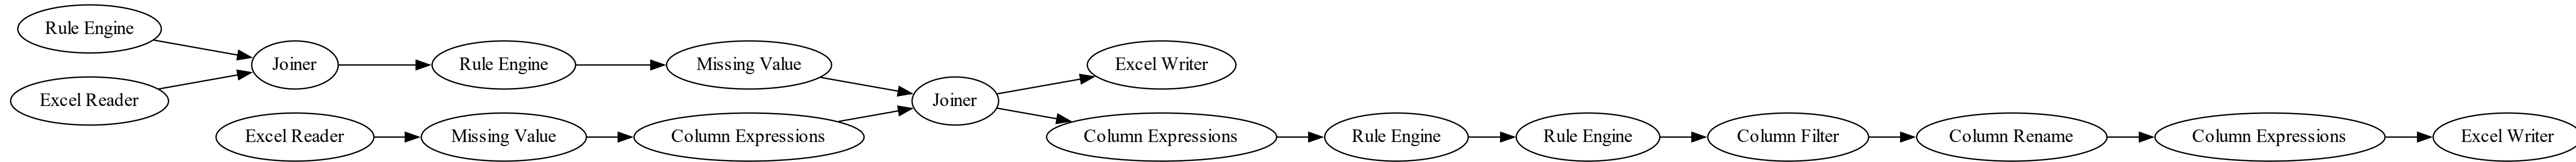 Rule Engine
Excel Reader
Joiner
Rule Engine
Missing Value
Excel Reader
Missing Value
Column Expressions
Joiner
Excel Writer
Column Expressions
Rule Engine
Rule Engine
Column Filter
Column Rename
Column Expressions
Excel Writer